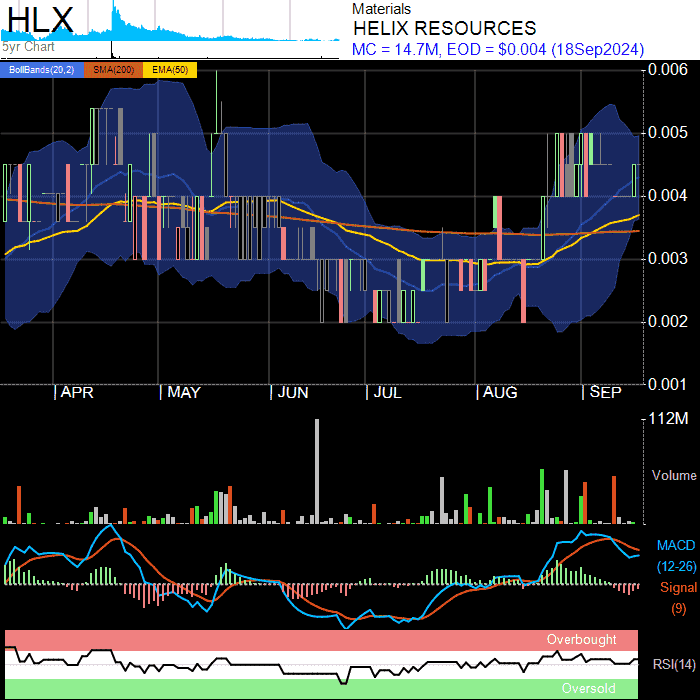 HLX
5yr Chart
Materials
HELIX RESOURCES
MC = 14.7M, EOD = $0.004 (18Sep2024)
BollBands(20,2) SMA(200) EMA(50)
0.006
0.005
0.004
0.003
0.002
0.001
APR MAY JUN JUL AUG SEP
112M
Volume
MACD
(12-26)
Signal
(9)
Overbought
RSI(14)
Oversold